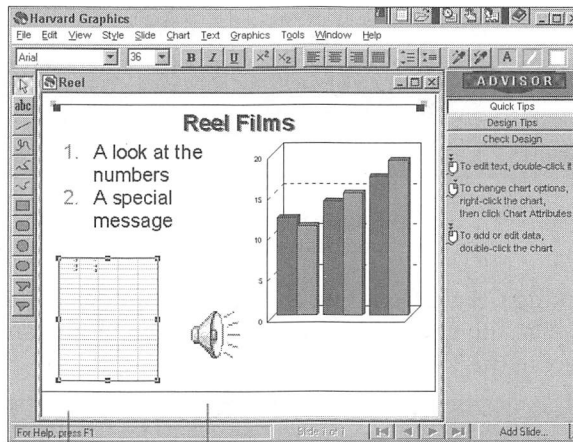 Harvard Graphics
File Edit View Style Slide Chart Text Graphics Tools Window Help
Arial 36 B I U X² X₂ A
Reel
ADVISOR
Quick Tips
Design Tips
Check Design
abc
Reel Films
1. A look at the
numbers
2. A special
message
20
15
10
5
0
To edit text, double-click it
To change chart options,
right-click the chart,
then click Chart Attributes
To add or edit data,
double-click the chart
For Help, press F1
Slide 1 of 1
Add Slide...